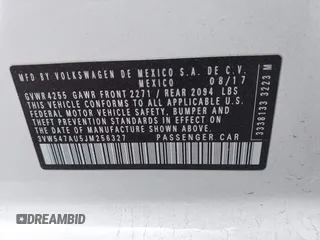 MFD BY VOLKSWAGEN DE MEXICO S.A. DE C.V.
MEXICO 08/17
GVWR4255 GAWR FRONT 2271 / REAR 2094 LBS
THIS VEHICLE CONFORMS TO ALL APPLICABLE U.S.
FEDERAL MOTOR VEHICLE SAFETY, BUMPER AND
THEFT PREVENTION STANDARDS IN EFFECT ON THE
DATE OF MANUFACTURE SHOWN ABOVE.
3VWS47AU5JM256327 PASSENGER CAR
3338133 3223 M
DREAMBID
DREAMBID.COM